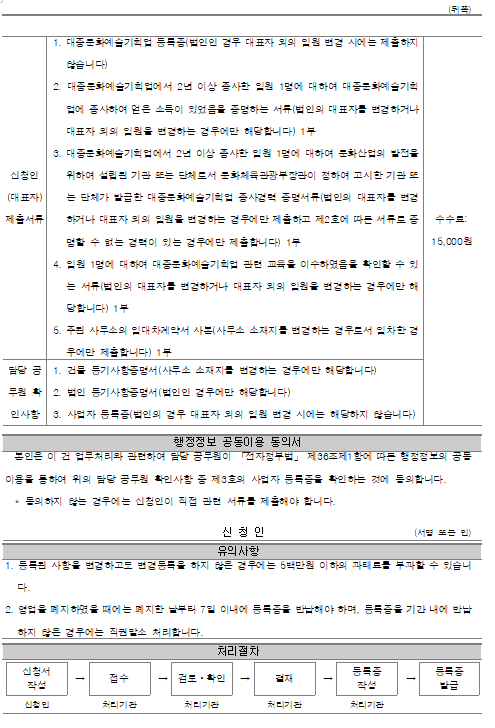 (뒤쪽)
1. 대중문화예술기획업 등록증(법인인 경우 대표자 외의 임원 변경 시에는 제출하지
않습니다)
2. 대중문화예술기획업에서 2년 이상 종사한 임원 1명에 대하여 대중문화예술기획
업에 종사하여 얻은 소득이 있었음을 증명하는 서류(법인의 대표자를 변경하거나
대표자 외의 임원을 변경하는 경우에만 해당합니다) 1부
3. 대중문화예술기획업에서 2년 이상 종사한 임원 1명에 대하여 문화산업의 발전을
위하여 설립된 기관 또는 단체로서 문화체육관광부장관이 정하여 고시한 기관 또
는 단체가 발급한 대중문화예술기획업 종사경력 증명서류(법인의 대표자를 변경
하거나 대표자 외의 임원을 변경하는 경우에만 제출하고 제2호에 따른 서류로 증
명할 수 없는 경력이 있는 경우에만 제출합니다) 1부
4. 임원 1명에 대하여 대중문화예술기획업 관련 교육을 이수하였음을 확인할 수 있
는 서류(법인의 대표자를 변경하거나 대표자 외의 임원을 변경하는 경우에만 해
당합니다) 1부
5. 주된 사무소의 임대차계약서 사본(사무소 소재지를 변경하는 경우로서 임차한 경
우에만 제출합니다) 1부
신청인
(대표자)
제출서류
수수료:
15,000원
담당 공
무원 확
인사항
1. 건물 등기사항증명서(사무소 소재지를 변경하는 경우에만 해당합니다)
2. 법인 등기사항증명서(법인인 경우에만 해당합니다)
3. 사업자 등록증(법인의 경우 대표자 외의 임원 변경 시에는 해당하지 않습니다)
행정정보 공동이용 동의서
본인은 이 건 업무처리와 관련하여 담당 공무원이 「전자정부법」 제36조제1항에 따른 행정정보의 공동
이용을 통하여 위의 담당 공무원 확인사항 중 제3호의 사업자 등록증을 확인하는 것에 동의합니다.
* 동의하지 않는 경우에는 신청인이 직접 관련 서류를 제출해야 합니다.
신 청 인
(서명 또는 인)
유의사항
1. 등록된 사항을 변경하고도 변경등록을 하지 않은 경우에는 5백만원 이하의 과태료를 부과할 수 있습니
다.
2. 영업을 폐지하였을 때에는 폐지한 날부터 7일 이내에 등록증을 반납해야 하며, 등록증을 기간 내에 반납
하지 않은 경우에는 직권말소 처리합니다.
처리절차
신청서
작성
→
접수
→
검토·확인
→
결재
→
등록증
작성
→
등록증
발급
신청인
처리기관
처리기관
처리기관
처리기관